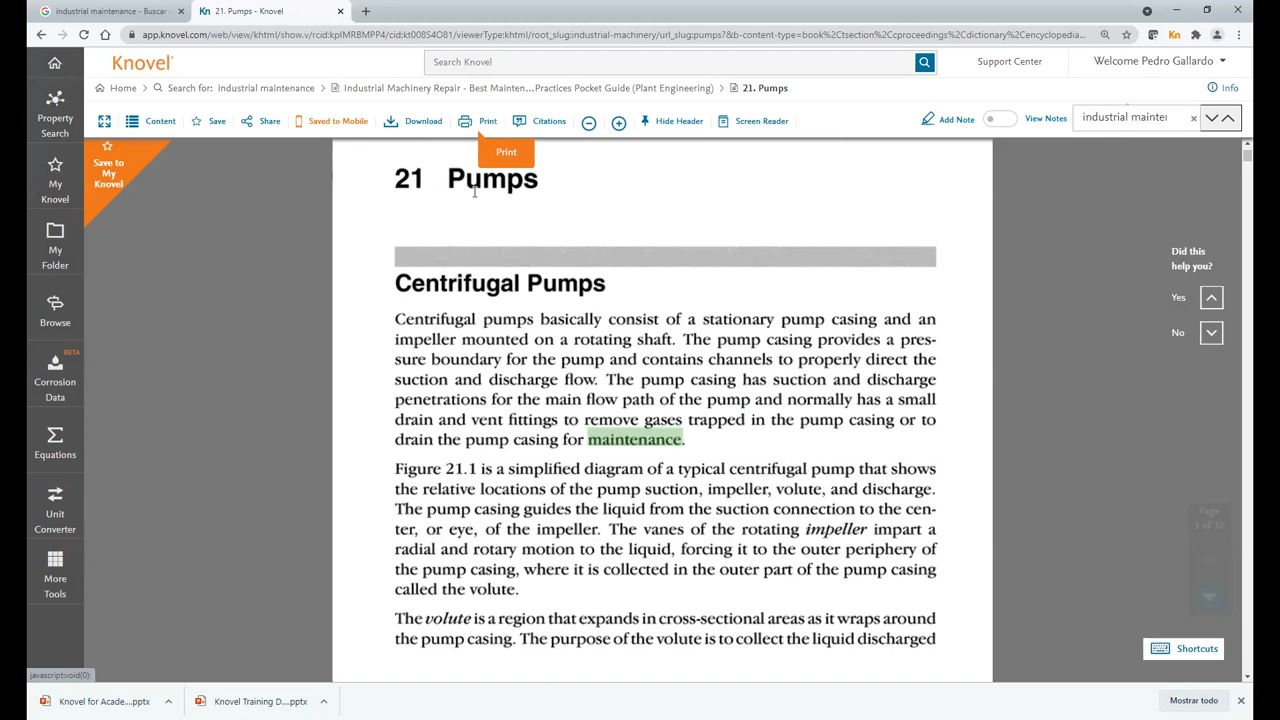 industrial maintenance - Buscar
Kn 21. Pumps - Knovel
app.knovel.com/web/view/khtml/show.v/rcid:kpIMRBMPP4/cid:kt008S4O81/viewerType:khtml/root_slug:industrial-machinery/url_slug:pumps?&b-content-type=book%2Csection%2Cproceedings%2Cdictionary%2Cencyclopedia...
Kn
Knovel
Search Knovel
Support Center
Welcome Pedro Gallardo
Home
Search for: industrial maintenance
Industrial Machinery Repair - Best Mainten...Practices Pocket Guide (Plant Engineering)
21. Pumps
Info
Content
Save
Share
Saved to Mobile
Download
Print
Citations
Hide Header
Screen Reader
Add Note
View Notes
industrial mainte
Print
Property
Search
My
Knovel
My
Folder
Browse
BETA
Corrosion
Data
Equations
Unit
Converter
More
Tools
Save to
My
Knovel
21 Pumps
Centrifugal Pumps
Centrifugal pumps basically consist of a stationary pump casing and an
impeller mounted on a rotating shaft. The pump casing provides a pres-
sure boundary for the pump and contains channels to properly direct the
suction and discharge flow. The pump casing has suction and discharge
penetrations for the main flow path of the pump and normally has a small
drain and vent fittings to remove gases trapped in the pump casing or to
drain the pump casing for maintenance.
Figure 21.1 is a simplified diagram of a typical centrifugal pump that shows
the relative locations of the pump suction, impeller, volute, and discharge.
The pump casing guides the liquid from the suction connection to the cen-
ter, or eye, of the impeller. The vanes of the rotating impeller impart a
radial and rotary motion to the liquid, forcing it to the outer periphery of
the pump casing, where it is collected in the outer part of the pump casing
called the volute.
The volute is a region that expands in cross-sectional areas as it wraps around
the pump casing. The purpose of the volute is to collect the liquid discharged
Did this
help you?
Yes
No
Page
1 of 37
Shortcuts
javascript:void(0);
Knovel for Acade....pptx
Knovel Training D....pptx
Mostrar todo